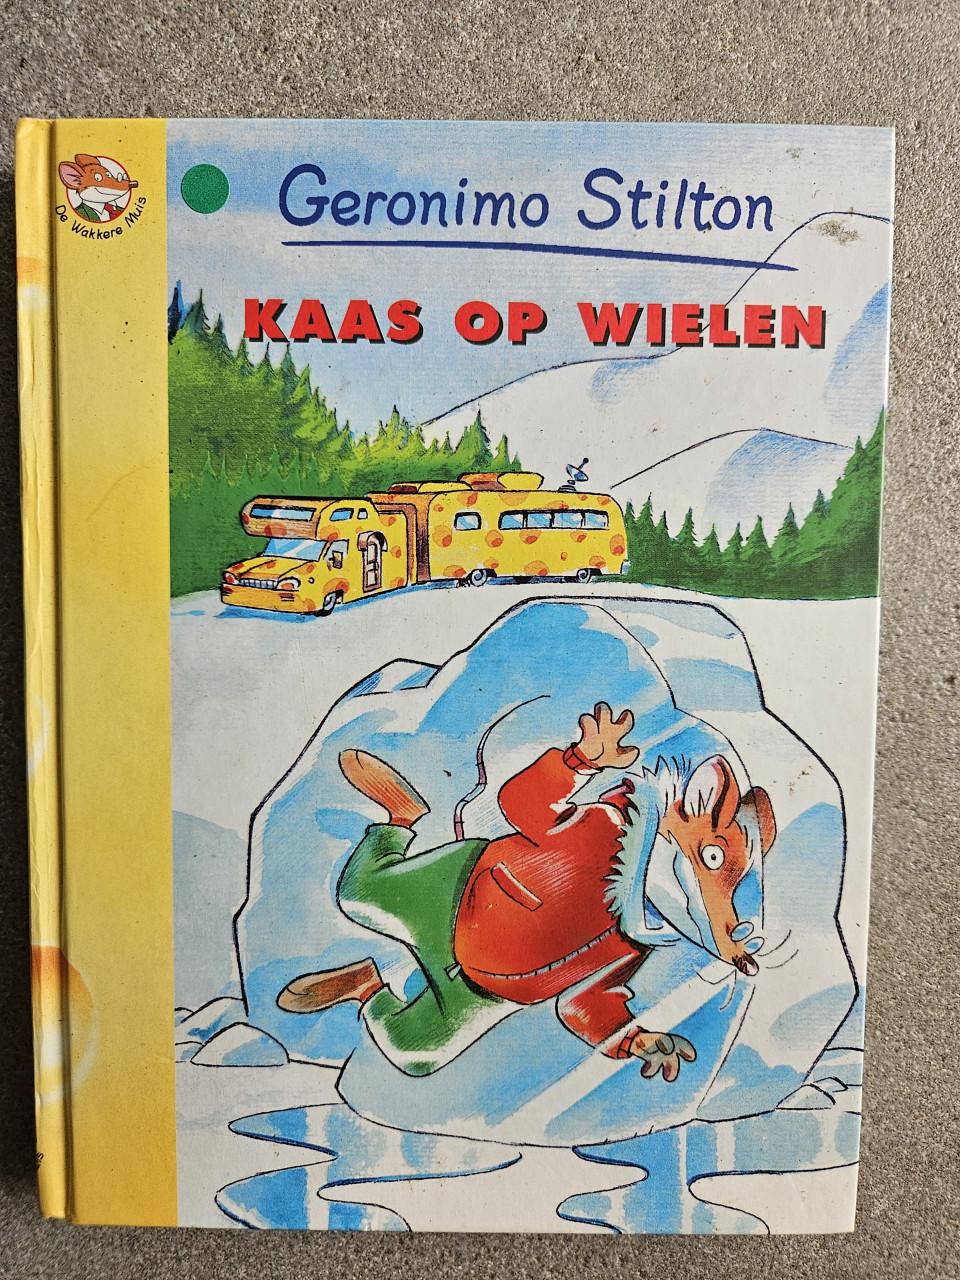 De Wakkere Muis
Geronimo Stilton
KAAS OP WIELEN